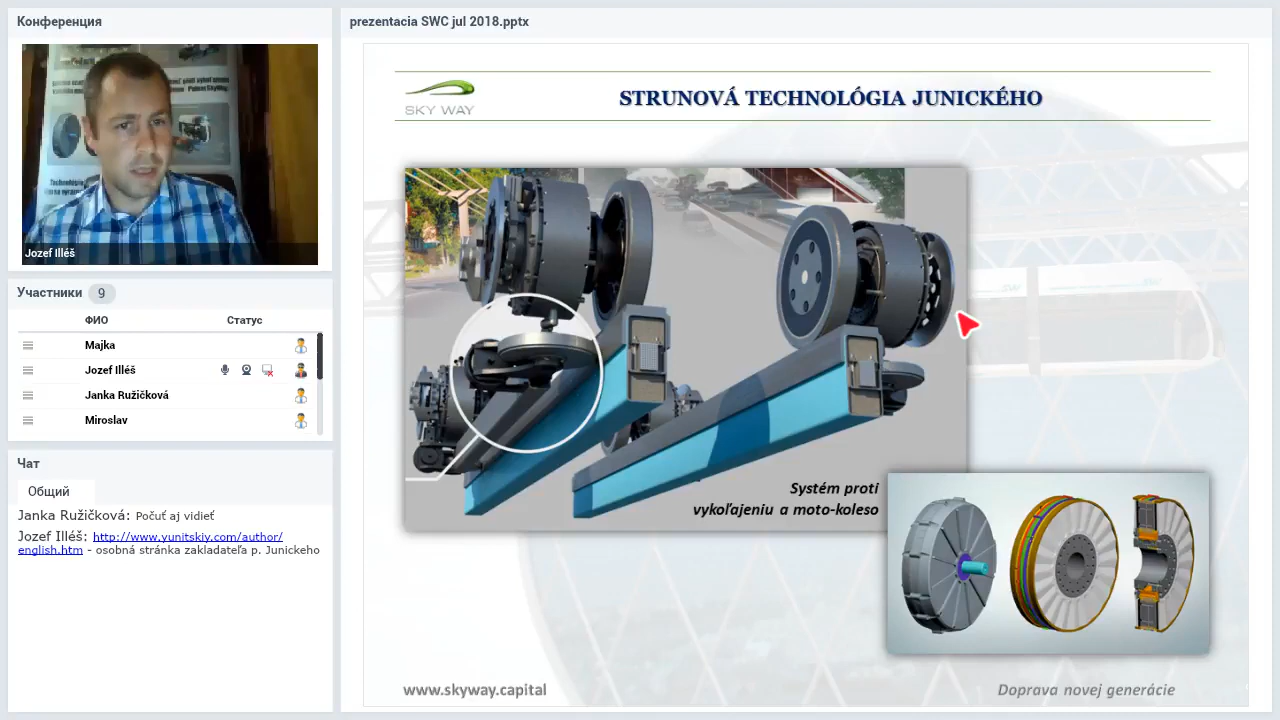 Конференция
Jozef Illéš
Участники 9
ФИО Статус
Majka
Jozef Illéš
Janka Ružičková
Miroslav
Чат
Общий
Janka Ružičková: Počuť aj vidieť
Jozef Illéš: http://www.yunitskiy.com/author/
english.htm - osobná stránka zakladateľa p. Junickeho
prezentacia SWC jul 2018.pptx
SKY WAY
STRUNOVÁ TECHNOLÓGIA JUNICKÉHO
Systém proti
vykoľajeniu a moto-koleso
www.skyway.capital
Doprava novej generácie